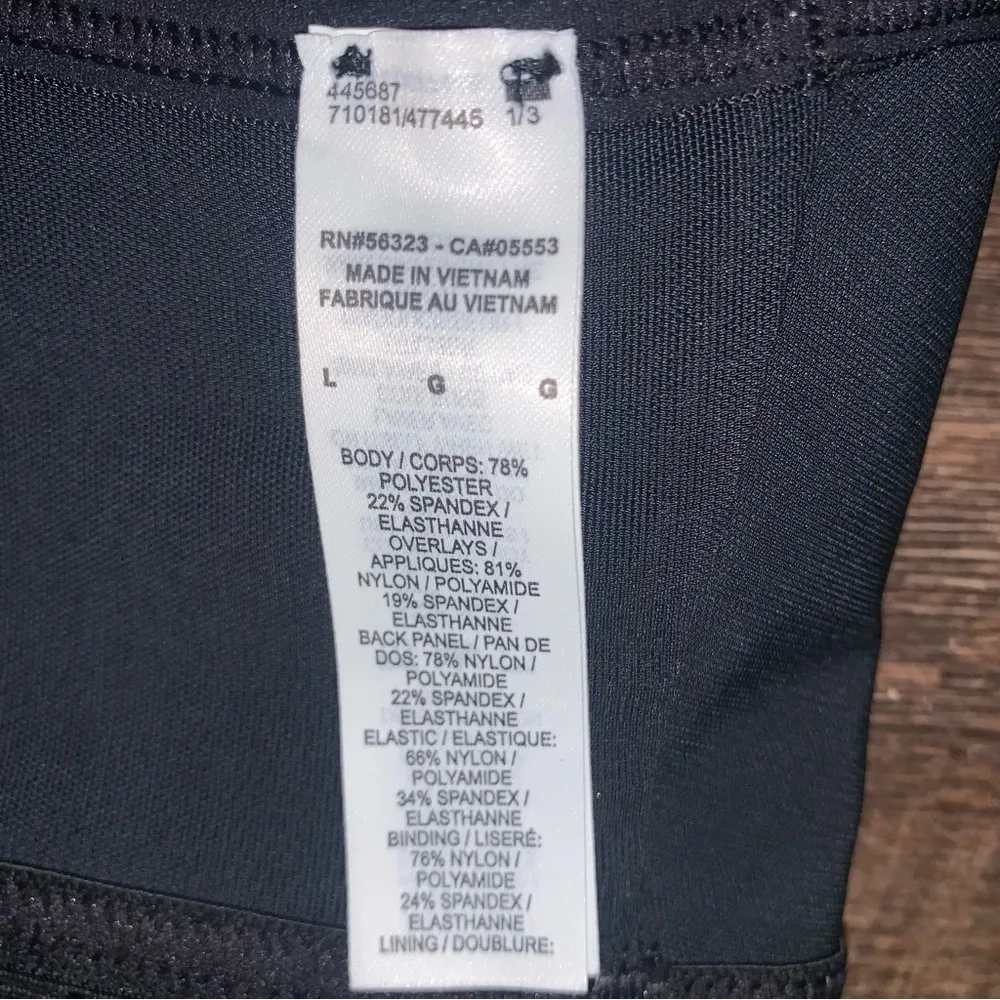 445687
710181/477445 1/3
RN#56323 - CA#05553
MADE IN VIETNAM
FABRIQUE AU VIETNAM
L G G
BODY / CORPS: 78%
POLYESTER
22% SPANDEX /
ELASTHANNE
OVERLAYS /
APPLIQUES: 81%
NYLON / POLYAMIDE
19% SPANDEX /
ELASTHANNE
BACK PANEL / PAN DE
DOS: 78% NYLON /
POLYAMIDE
22% SPANDEX /
ELASTHANNE
ELASTIC / ELASTIQUE:
66% NYLON /
POLYAMIDE
34% SPANDEX /
ELASTHANNE
BINDING / LISERÉ:
76% NYLON /
POLYAMIDE
24% SPANDEX /
ELASTHANNE
LINING / DOUBLURE: